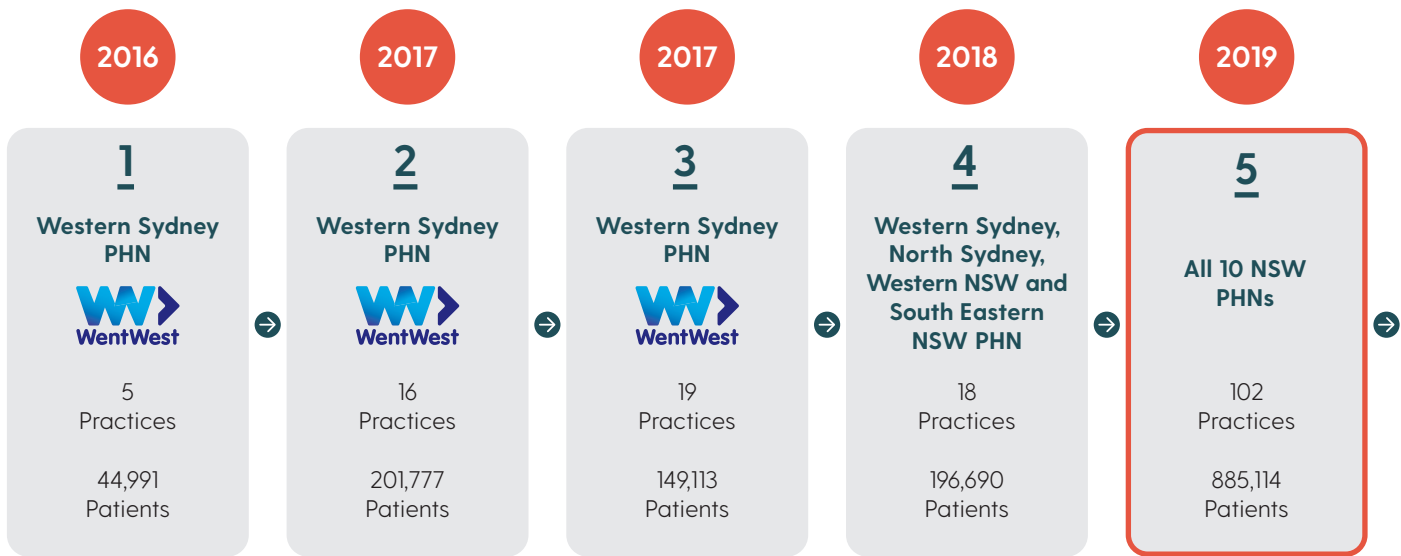 2016
2017
2017
2018
2019
1
Western Sydney
PHN
WentWest
5
Practices
44,991
Patients
2
Western Sydney
PHN
WentWest
16
Practices
201,777
Patients
3
Western Sydney
PHN
WentWest
19
Practices
149,113
Patients
4
Western Sydney,
North Sydney,
Western NSW and
South Eastern
NSW PHN
18
Practices
196,690
Patients
5
All 10 NSW
PHNs
102
Practices
885,114
Patients